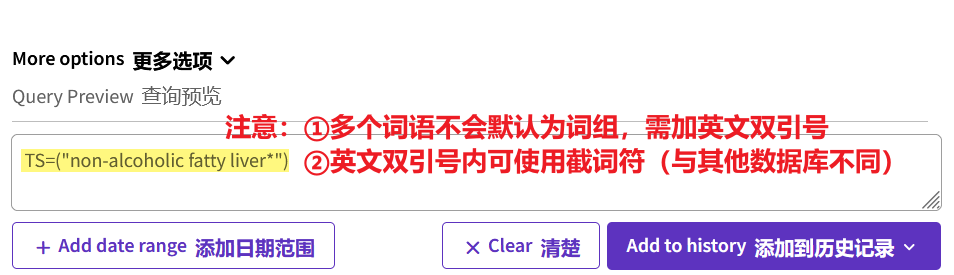 More options 更多选项
Query Preview 查询预览
注意：①多个词语不会默认为词组，需加英文双引号
TS=("non-alcoholic fatty liver*") ②英文双引号内可使用截词符（与其他数据库不同）
+ Add date range 添加日期范围 × Clear 清楚 Add to history 添加到历史记录